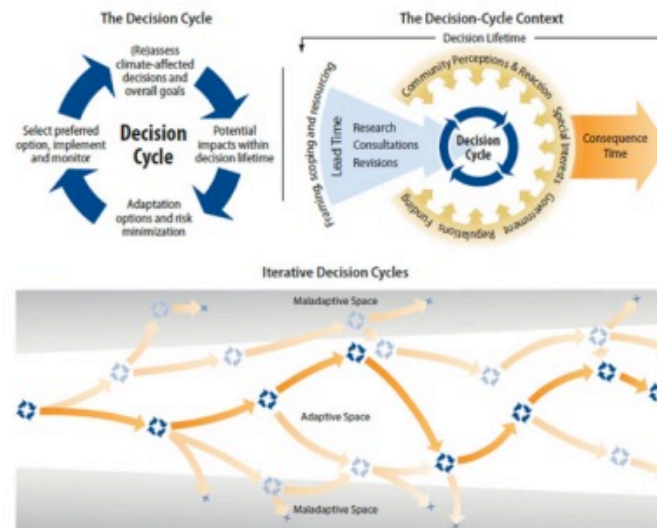 The Decision Cycle
(Re)assess
climate-affected
decisions and
overall goals
Select preferred
option, implement
and monitor
Decision
Cycle
Potential
impacts within
decision lifetime
Adaptation
options and risk
minimization
The Decision-Cycle Context
Decision Lifetime
Framing, scoping and resourcing
Lead Time
Research
Consultations
Revisions
Community Perceptions & Reaction
Decision
Cycle
Special Interests
Government
Regulations
Funding
Consequence
Time
Iterative Decision Cycles
Maladaptive Space
Adaptive Space
Maladaptive Space